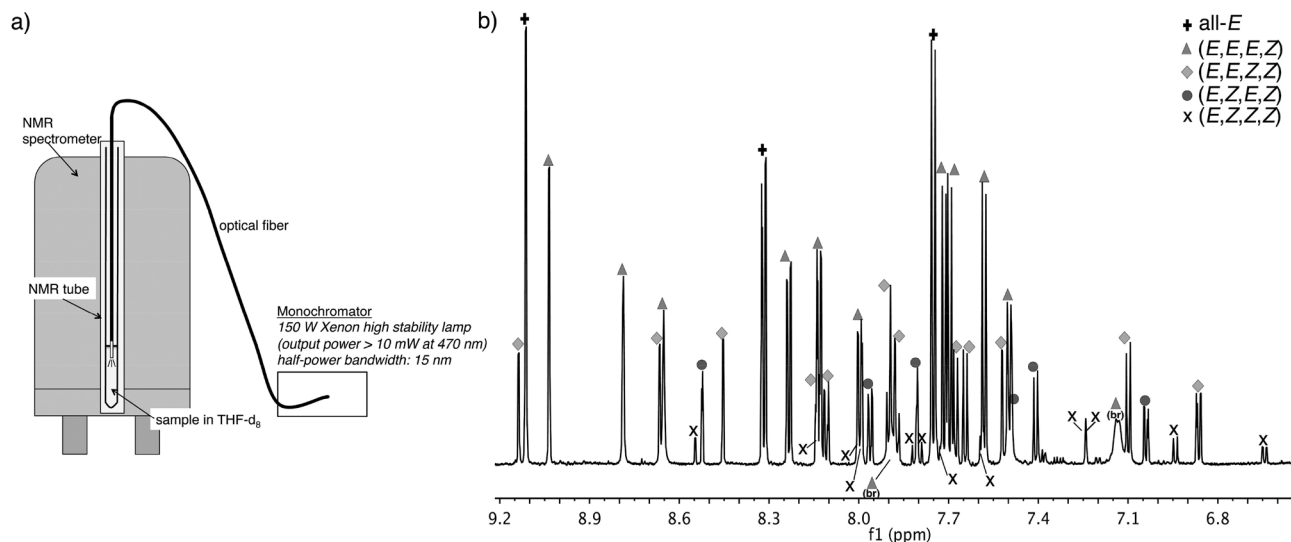 a)
NMR
spectrometer
optical fiber
NMR tube
Monochromator
150 W Xenon high stability lamp
(output power > 10 mW at 470 nm)
half-power bandwidth: 15 nm
sample in THF-d8
b)
all-E
(E,E,E,Z)
(E,E,Z,Z)
(E,Z,E,Z)
x (E,Z,Z,Z)
X X X X X X X X X X X X X
(br)
(br)
9.2 8.9 8.6 8.3 8.0 7.7 7.4 7.1 6.8
f1 (ppm)